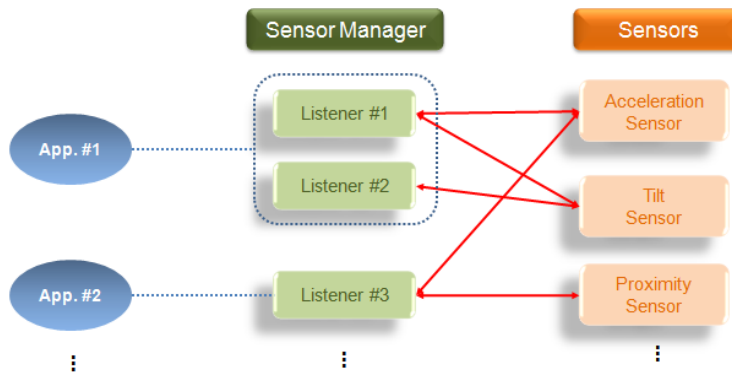 Sensor Manager
Sensors
App. #1
Listener #1
Listener #2
Acceleration
Sensor
Tilt
Sensor
App. #2
Listener #3
Proximity
Sensor